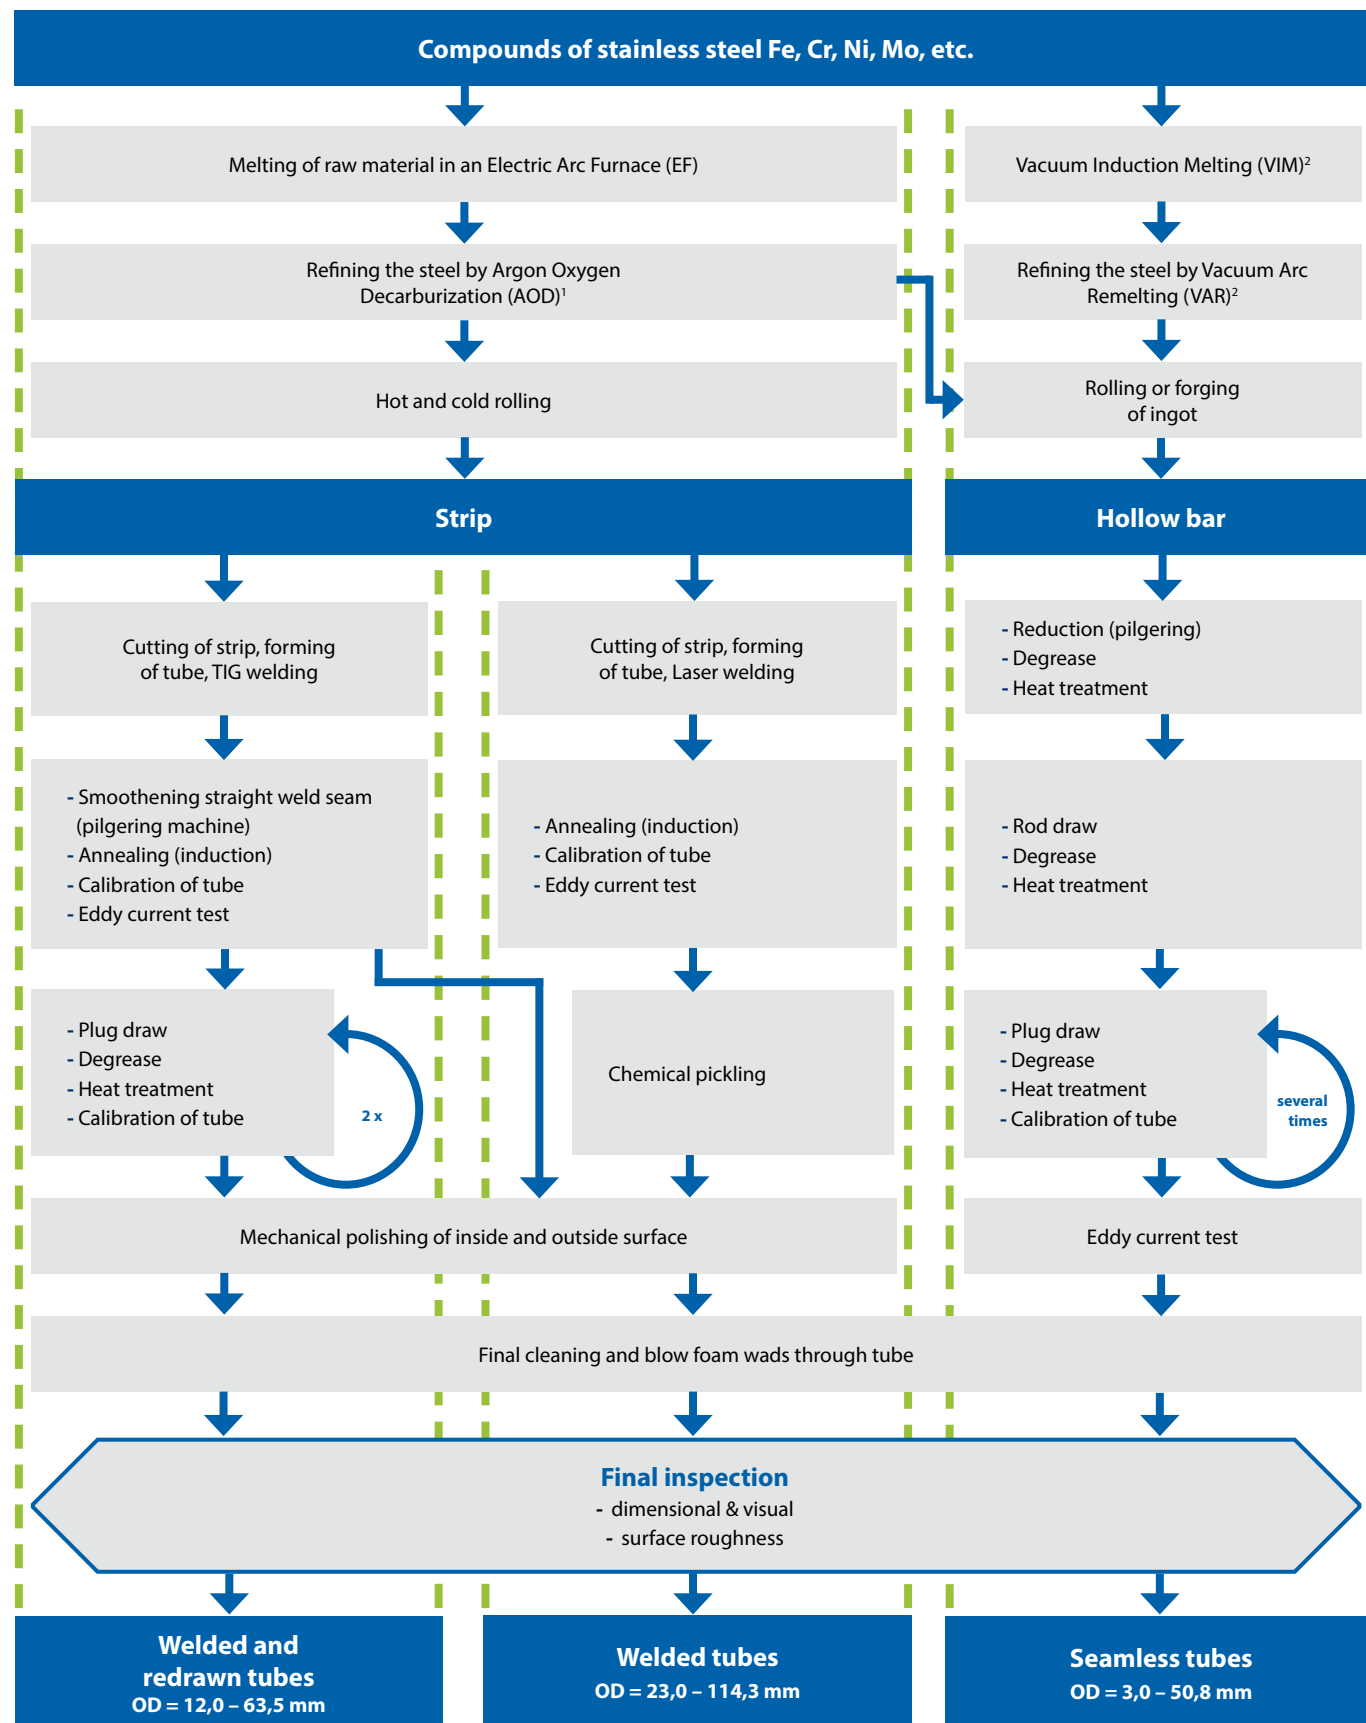 Compounds of stainless steel Fe, Cr, Ni, Mo, etc.
Melting of raw material in an Electric Arc Furnace (EF)
Vacuum Induction Melting (VIM)²
Refining the steel by Argon Oxygen
Decarburization (AOD)¹
Refining the steel by Vacuum Arc
Remelting (VAR)²
Hot and cold rolling
Rolling or forging
of ingot
Strip
Hollow bar
Cutting of strip, forming
of tube, TIG welding
Cutting of strip, forming
of tube, Laser welding
- Reduction (pilgering)
- Degrease
- Heat treatment
- Smoothening straight weld seam
(pilgering machine)
- Annealing (induction)
- Calibration of tube
- Eddy current test
- Annealing (induction)
- Calibration of tube
- Eddy current test
- Rod draw
- Degrease
- Heat treatment
- Plug draw
- Degrease
- Heat treatment
- Calibration of tube
2 x
Chemical pickling
- Plug draw
- Degrease
- Heat treatment
- Calibration of tube
several
times
Mechanical polishing of inside and outside surface
Eddy current test
Final cleaning and blow foam wads through tube
Final inspection
- dimensional & visual
- surface roughness
Welded and
redrawn tubes
OD = 12,0 – 63,5 mm
Welded tubes
OD = 23,0 – 114,3 mm
Seamless tubes
OD = 3,0 – 50,8 mm